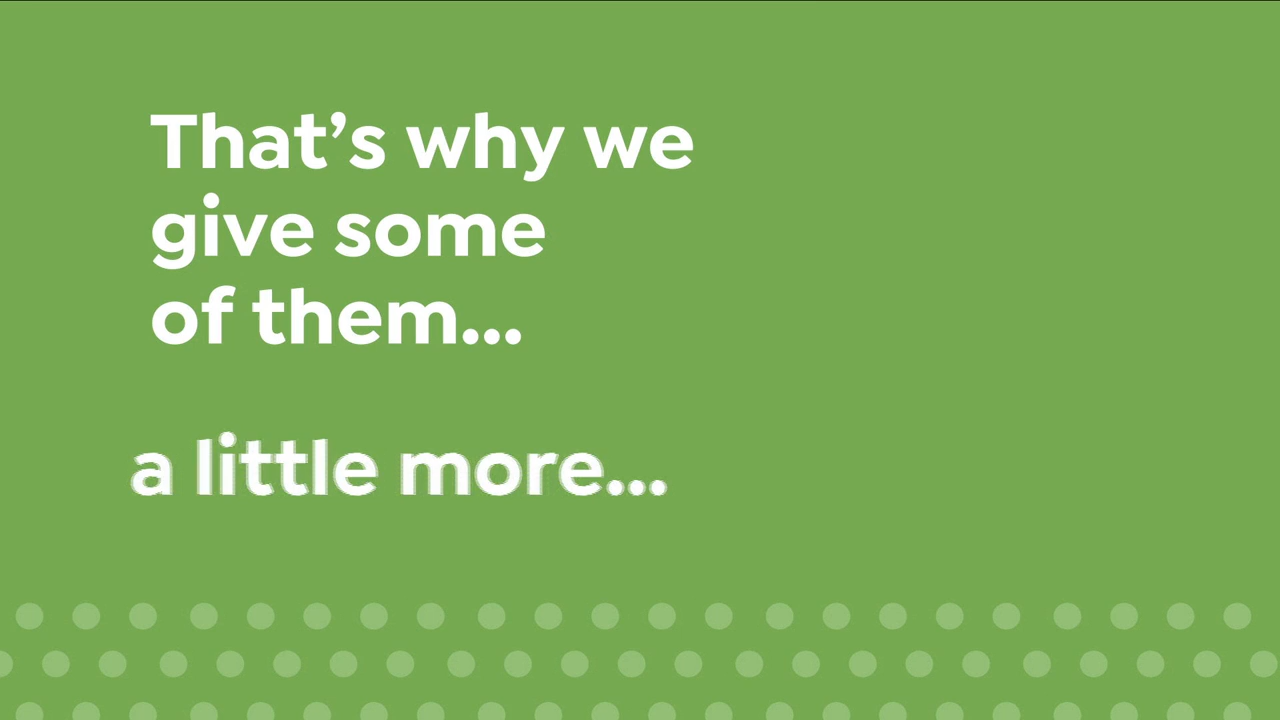 That’s why we
give some
of them...
a little more...